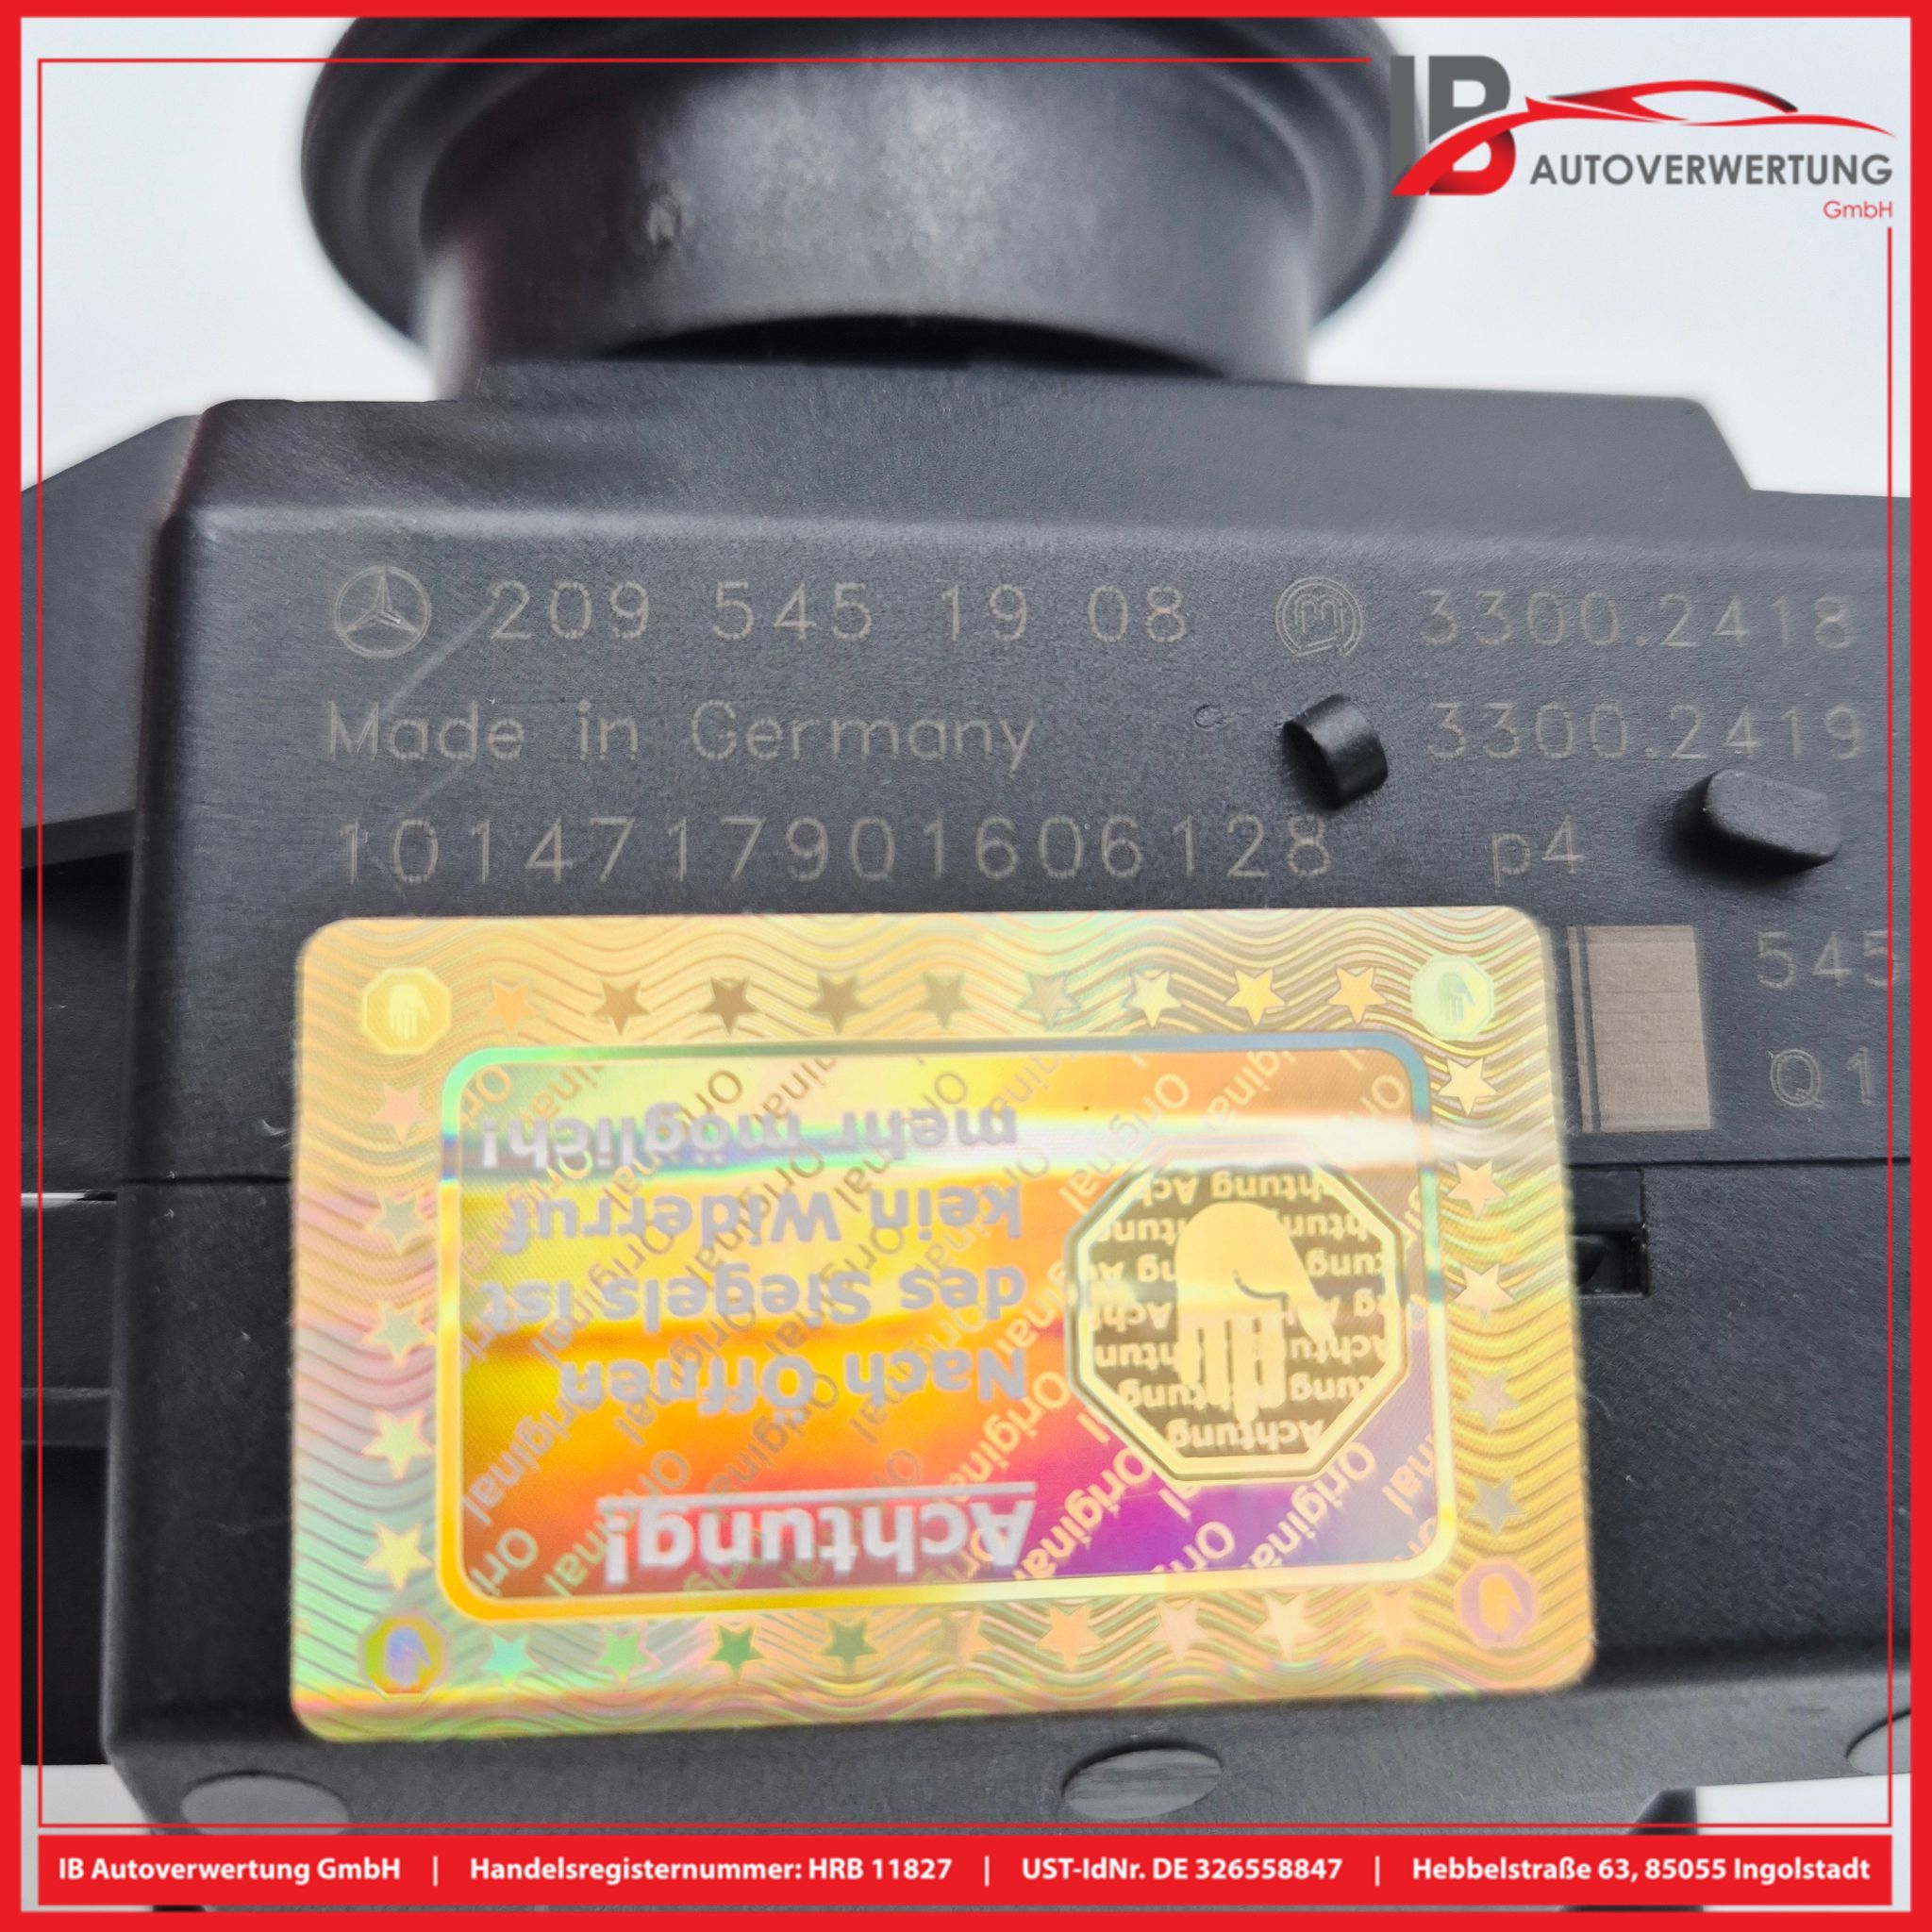 IB
AUTOVERWERTUNG
GmbH
209 545 19 08
3300.2418
Made in Germany
3300.2419
1014717901606128
p4
545
Q1
Achtung!
Nach Öffnen
des Siegels ist
kein Widerruf
mehr möglich!
IB Autoverwertung GmbH | Handelsregisternummer: HRB 11827 | UST-IdNr. DE 326558847 | Hebbelstraße 63, 85055 Ingolstadt